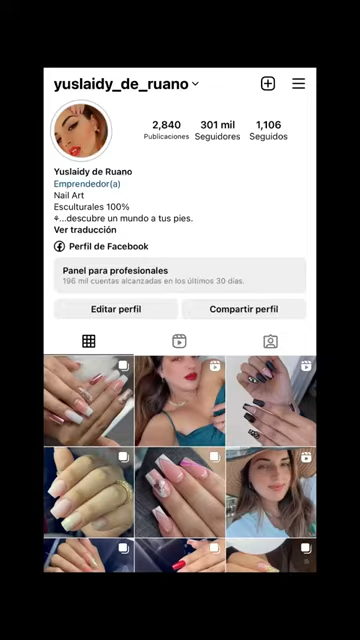 yuslaidy_de_ruano
2,840 301 mil 1,106
Publicaciones Seguidores Seguidos
Yuslaidy de Ruano
Emprendedor(a)
Nail Art
Esculturales 100%
⚘...descubre un mundo a tus pies.
Ver traducción
Perfil de Facebook
Panel para profesionales
196 mil cuentas alcanzadas en los últimos 30 días.
Editar perfil Compartir perfil